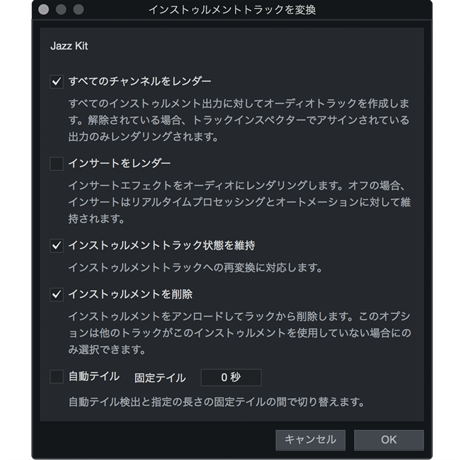 インストゥルメントトラックを変換
Jazz Kit
すべてのチャンネルをレンダー
すべてのインストゥルメント出力に対してオーディオトラックを作成しま
す。解除されている場合、トラックインスペクターでアサインされている
出力のみレンダリングされます。
インサートをレンダー
インサートエフェクトをオーディオにレンダリングします。オフの場合、
インサートはリアルタイムプロセッシングとオートメーションに対して維
持されます。
インストゥルメントトラック状態を維持
インストゥルメントトラックへの再変換に対応します。
インストゥルメントを削除
インストゥルメントをアンロードしてラックから削除します。このオプシ
ョンは他のトラックがこのインストゥルメントを使用していない場合にの
み選択できます。
自動テイル 固定テイル 0 秒
自動テイル検出と指定の長さの固定テイルの間で切り替えます。
キャンセル OK